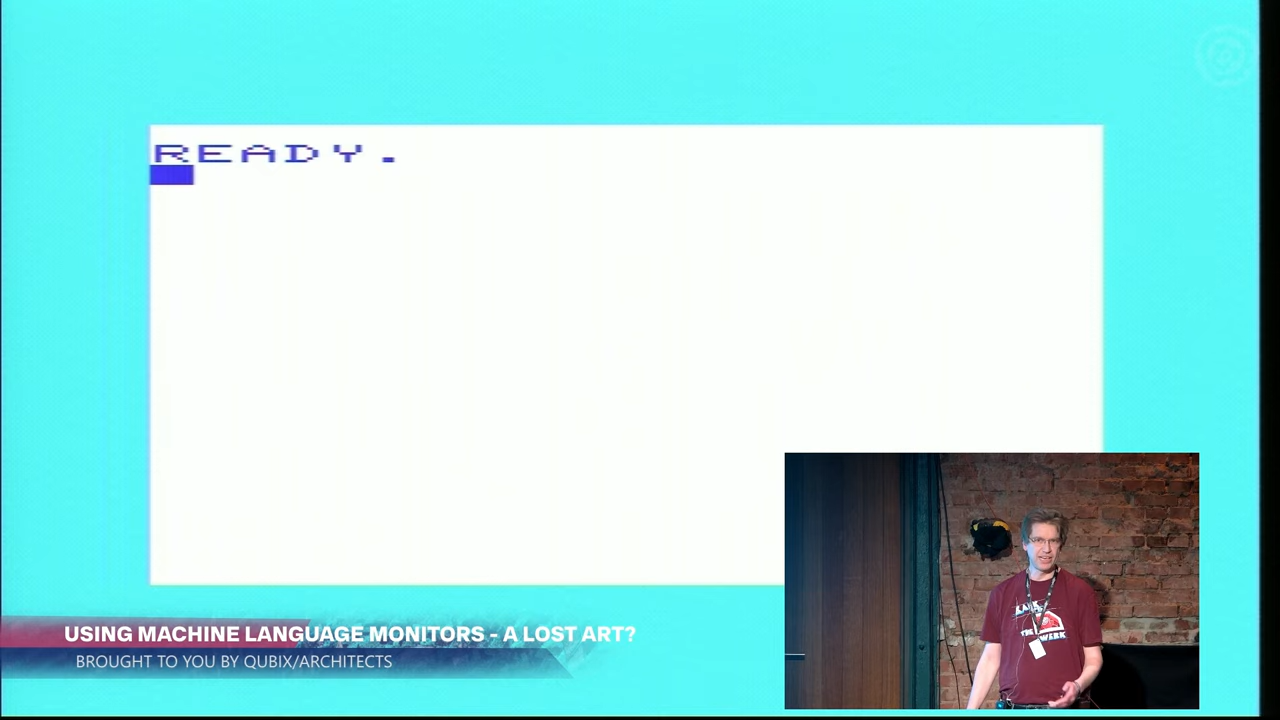 READY.
USING MACHINE LANGUAGE MONITORS - A LOST ART?
BROUGHT TO YOU BY QUBIX/ARCHITECTS